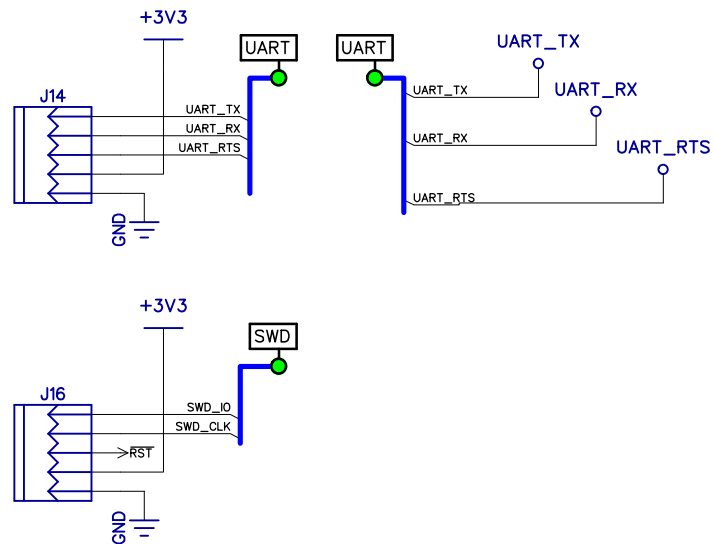 +3V3
UART
UART
UART_TX
UART_TX
UART_RX
J14
UART_TX
UART_RX
UART_RX
UART_RTS
UART_RTS
UART_RTS
GND
+3V3
SWD
J16
SWD_IO
SWD_CLK
RST
GND